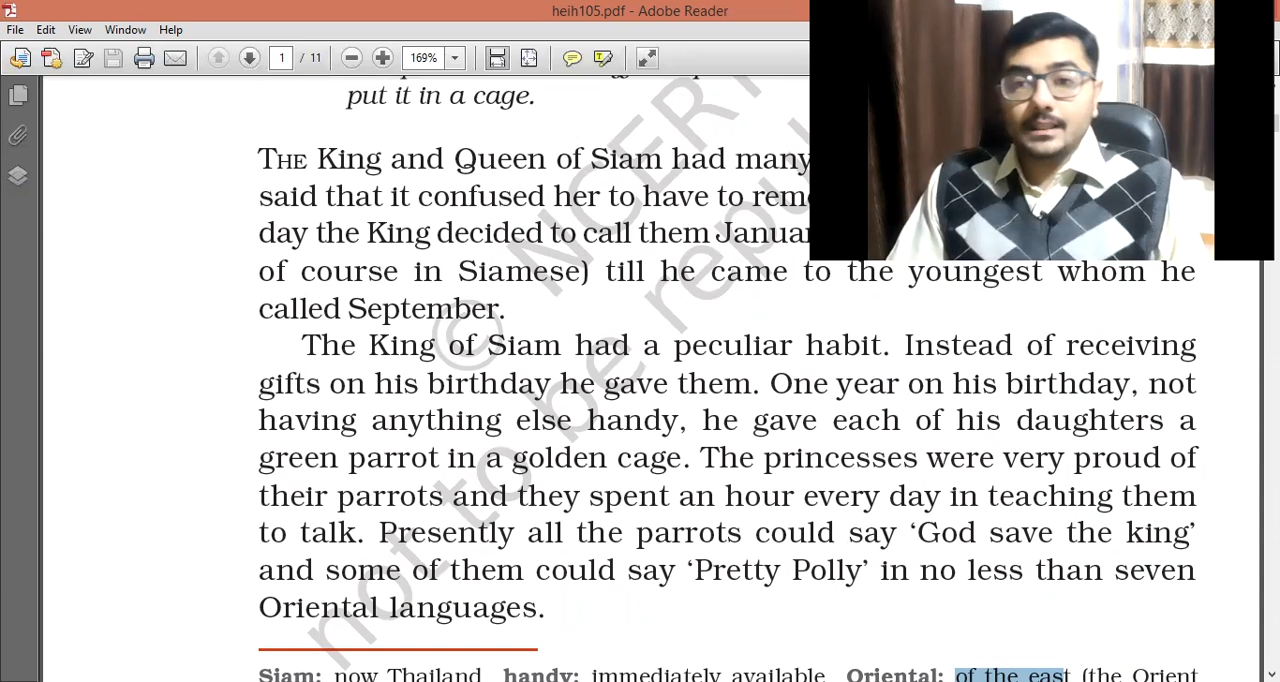 heih105.pdf - Adobe Reader
File Edit View Window Help
1 / 11 169%
put it in a cage.
THE King and Queen of Siam had many
said that it confused her to have to
day the King decided to call them
of course in Siamese) till he came to the youngest whom he
called September.
The King of Siam had a peculiar habit. Instead of receiving
gifts on his birthday he gave them. One year on his birthday, not
having anything else handy, he gave each of his daughters a
green parrot in a golden cage. The princesses were very proud of
their parrots and they spent an hour every day in teaching them
to talk. Presently all the parrots could say ‘God save the king’
and some of them could say ‘Pretty Polly’ in no less than seven
Oriental languages.
Siam: now Thailand handy: immediately available Oriental: of the east (the Orient
© NCERT
not to be